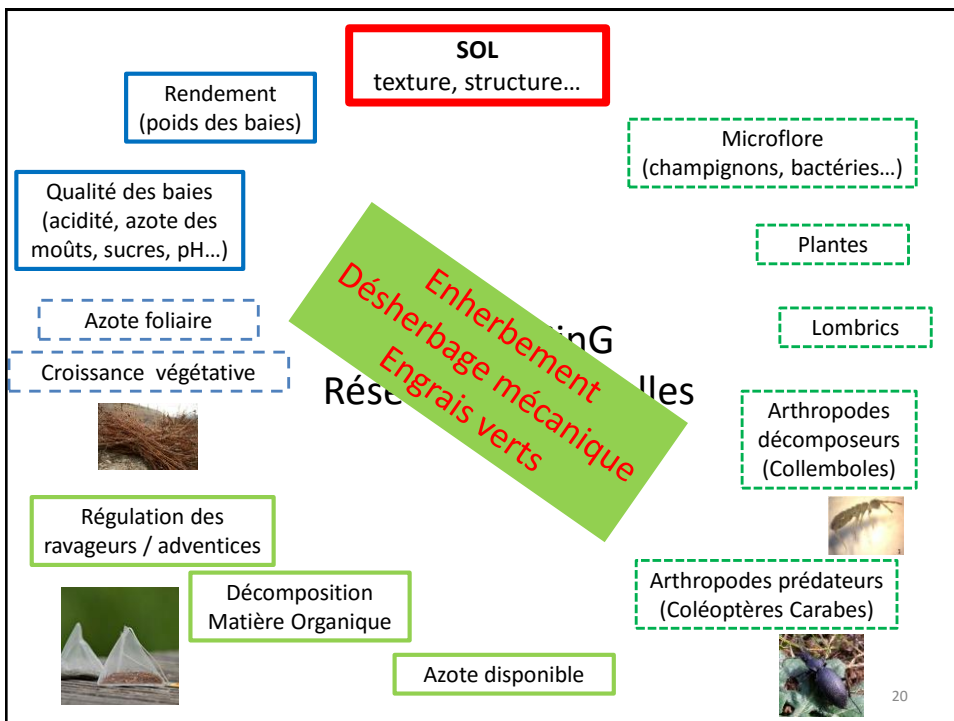 SOL
texture, structure…
Rendement
(poids des baies)
Microflore
(champignons, bactéries…)
Qualité des baies
(acidité, azote des
moûts, sucres, pH…)
Plantes
Enherbement
Désherbage mécanique
Engrais verts
Azote foliaire
Lombrics
Croissance végétative
Arthropodes
décomposeurs
(Collemboles)
Régulation des
ravageurs / adventices
Décomposition
Matière Organique
Arthropodes prédateurs
(Coléoptères Carabes)
Azote disponible
20